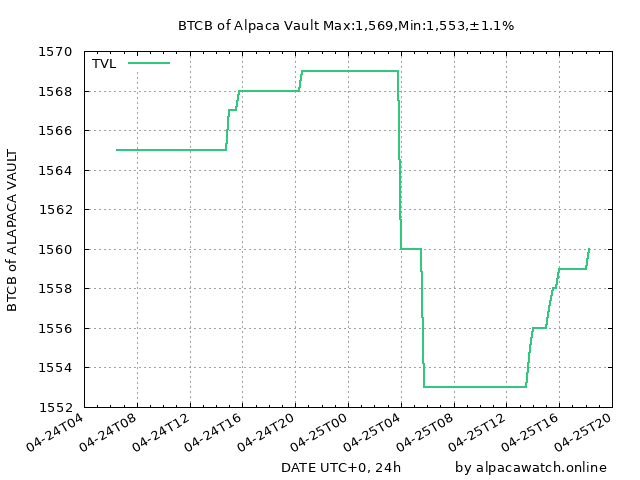 BTCB of Alpaca Vault Max:1,569,Min:1,553,±1.1%
TVL
BTCB of ALAPACA VAULT
1570
1568
1566
1564
1562
1560
1558
1556
1554
1552
04-24T04
04-24T08
04-24T12
04-24T16
04-24T20
04-25T00
04-25T04
04-25T08
04-25T12
04-25T16
04-25T20
DATE UTC+0, 24h
by alpacawatch.online